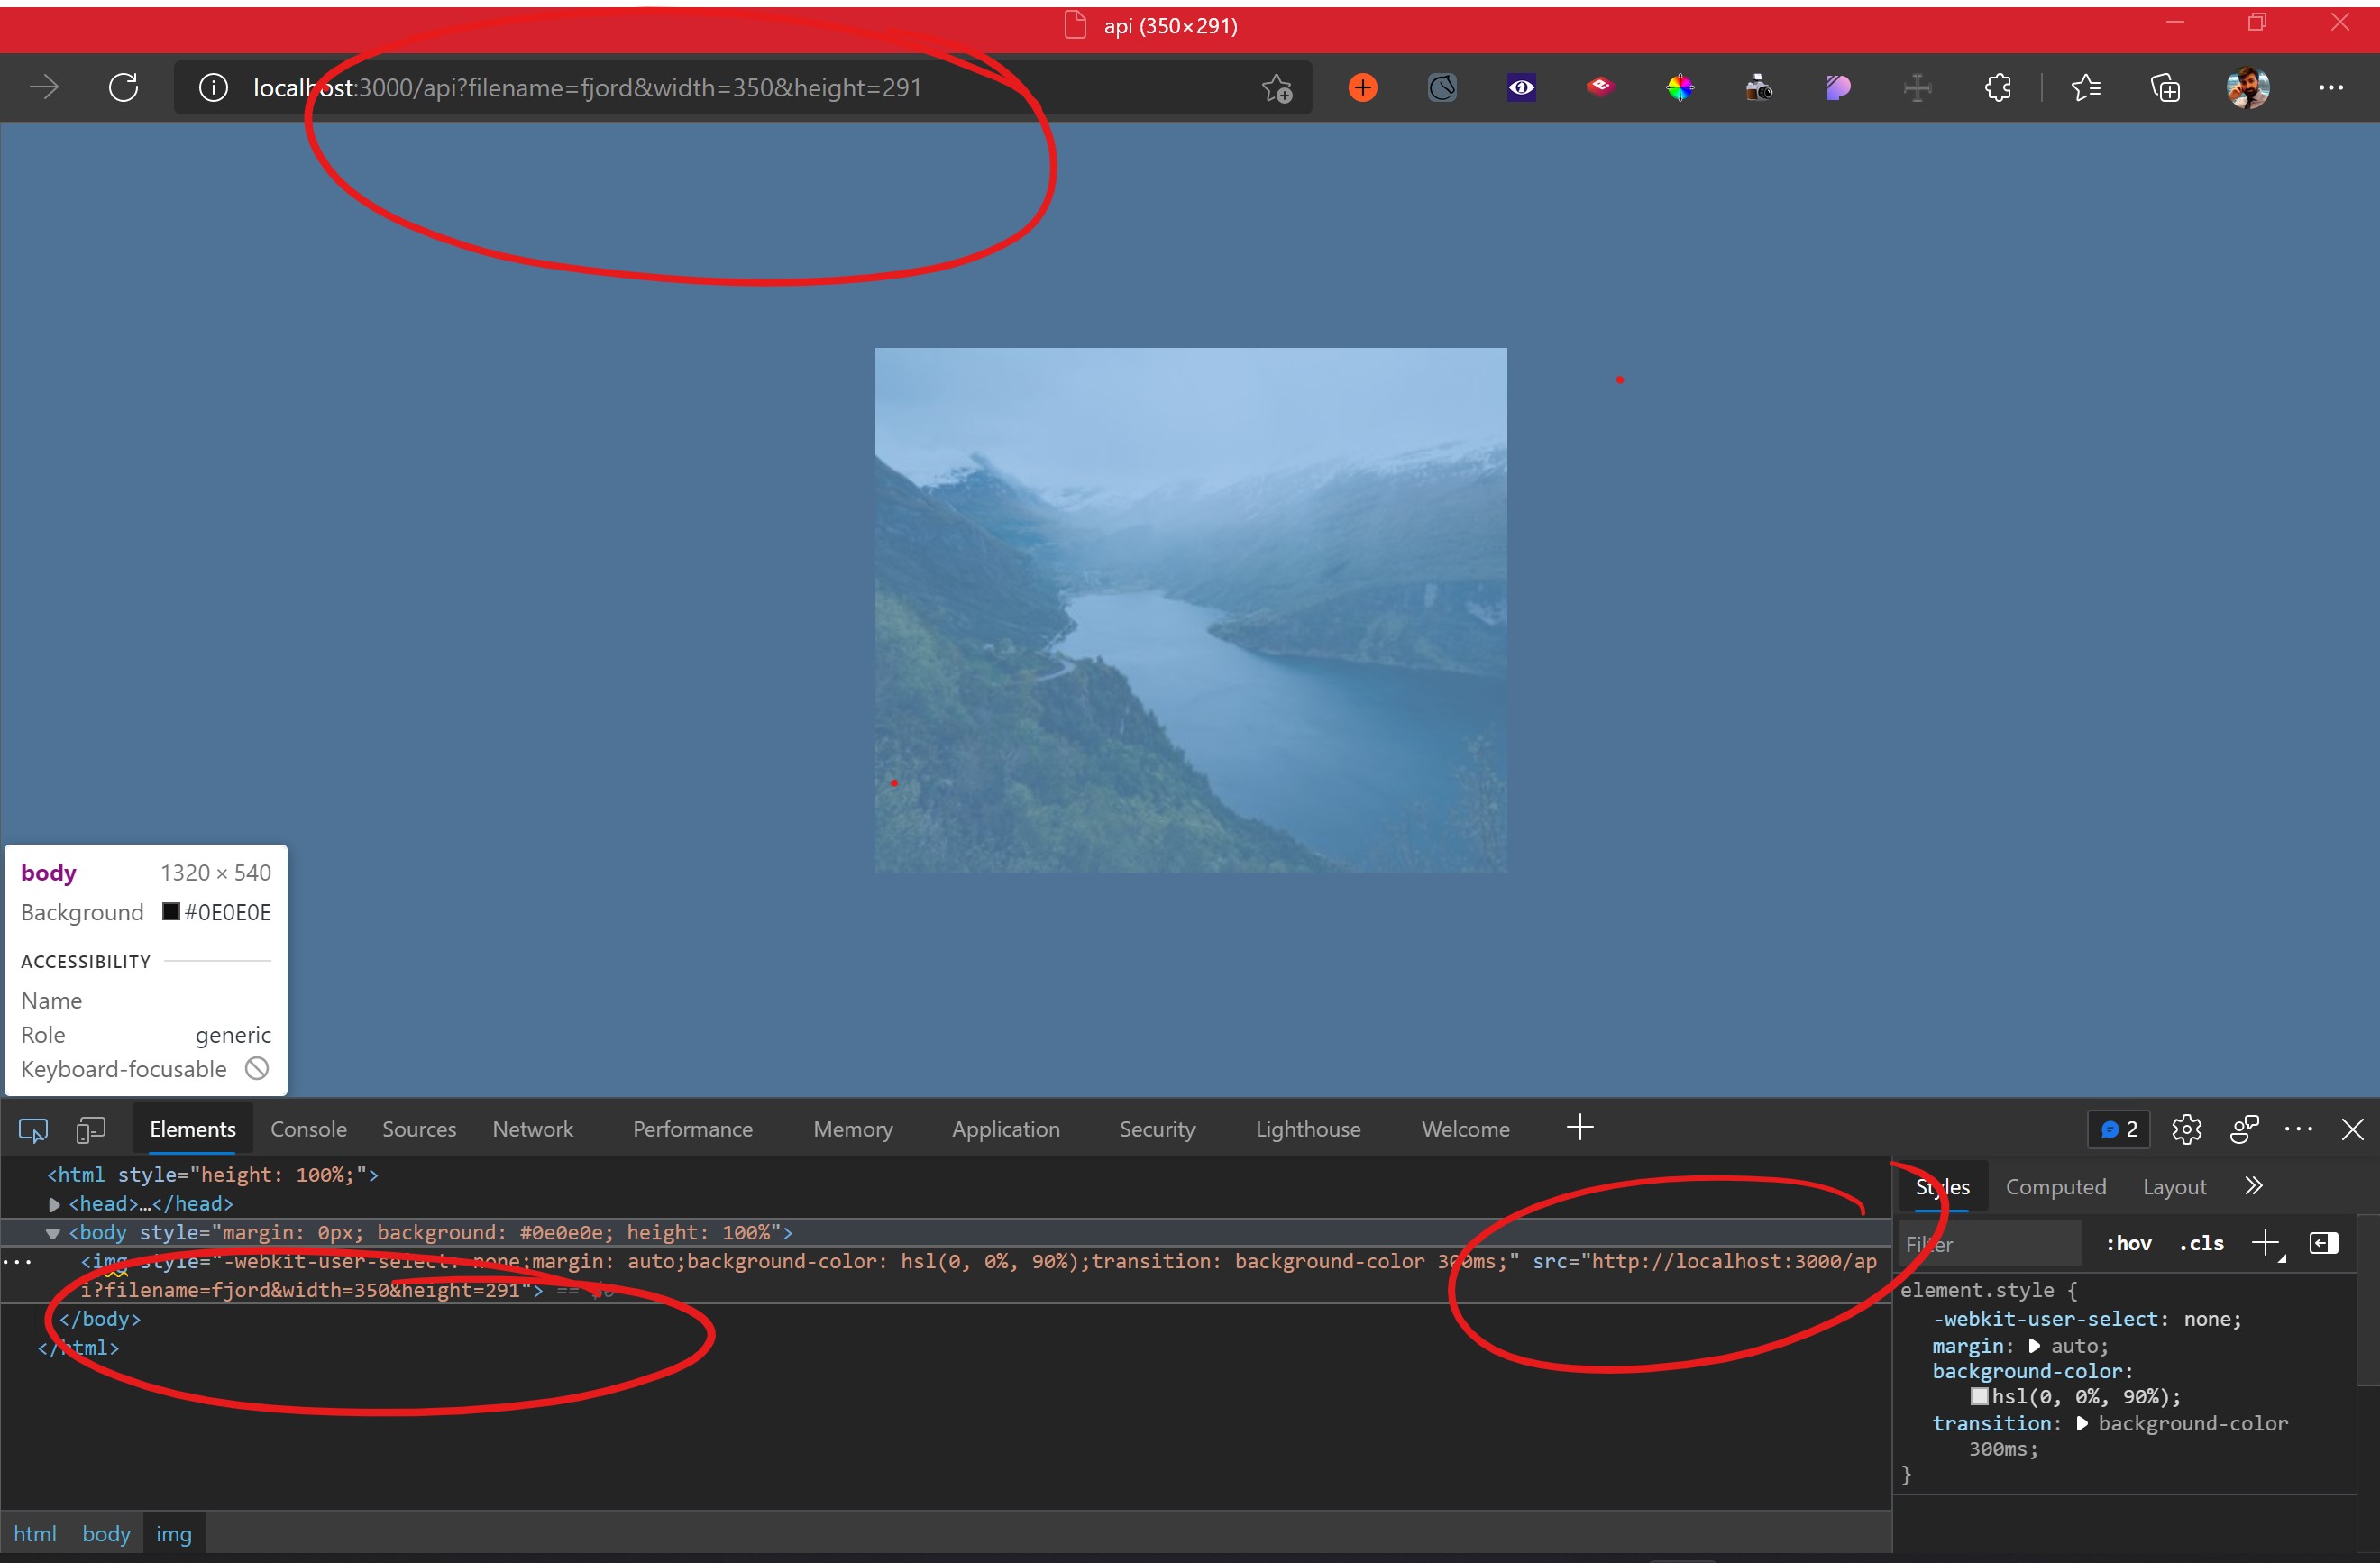 api (350×291)
localhost:3000/api?filename=fjord&width=350&height=291
body 1320 × 540
Background #0E0E0E
ACCESSIBILITY
Name
Role generic
Keyboard-focusable
Elements Console Sources Network Performance Memory Application Security Lighthouse Welcome 2
<html style="height: 100%;">
<head>…</head>
<body style="margin: 0px; background: #0e0e0e; height: 100%">
<img style="-webkit-user-select: none;margin: auto;background-color: hsl(0, 0%, 90%);transition: background-color 300ms;" src="http://localhost:3000/ap
i?filename=fjord&width=350&height=291"> == $0
</body>
</html>
Styles Computed Layout
Filter :hov .cls
element.style {
-webkit-user-select: none;
margin: auto;
background-color:
hsl(0, 0%, 90%);
transition: background-color
300ms;
}
html body img